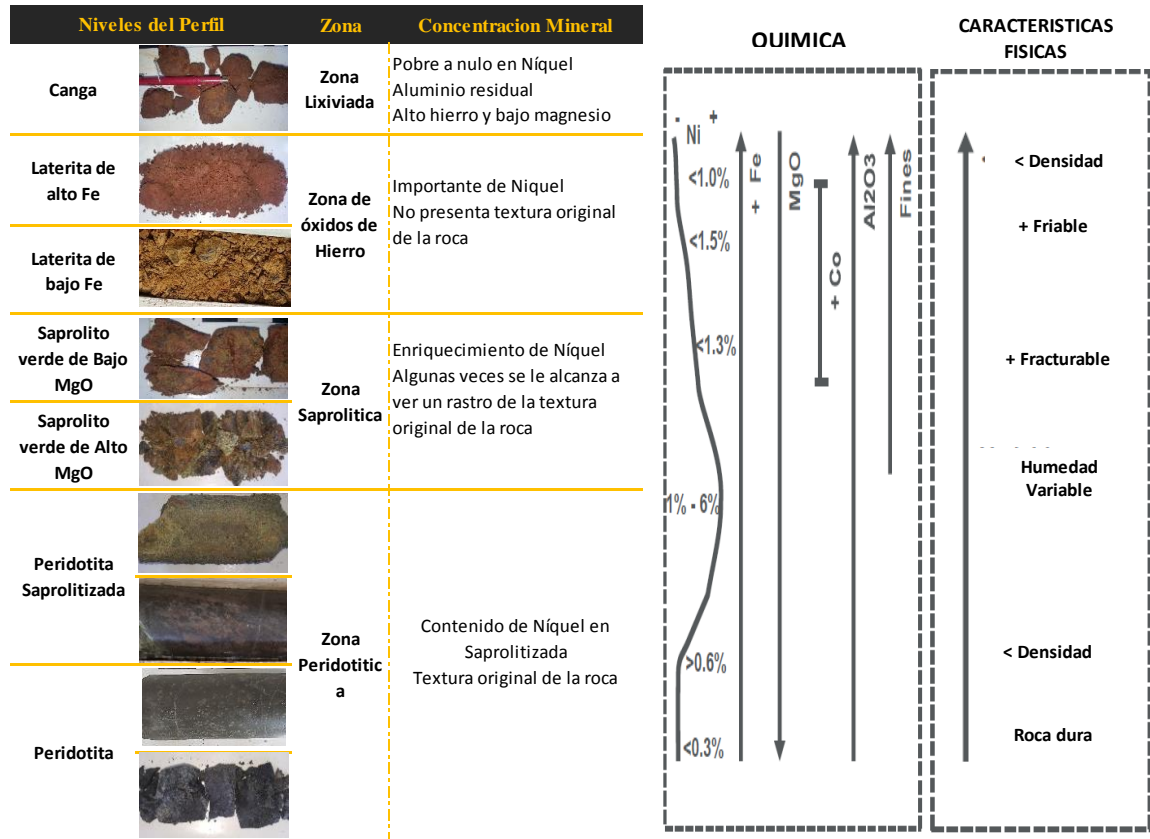 Niveles del Perfil
Zona
Concentracion Mineral
Canga
Zona
Lixiviada
Pobre a nulo en Níquel
Aluminio residual
Alto hierro y bajo magnesio
Laterita de
alto Fe
Laterita de
bajo Fe
Zona de
óxidos de
Hierro
Importante de Niquel
No presenta textura original
de la roca
Saprolito
verde de Bajo
MgO
Saprolito
verde de Alto
MgO
Zona
Saprolitica
Enriquecimiento de Níquel
Algunas veces se le alcanza a
ver un rastro de la textura
original de la roca
Peridotita
Saprolitizada
Peridotita
Zona
Peridotitic
a
Contenido de Níquel en
Saprolitizada
Textura original de la roca
QUIMICA
- +
Ni
<1.0%
<1.5%
<1.3%
1% - 6%
>0.6%
<0.3%
+ Fe
MgO
+ Co
Al2O3
Fines
CARACTERISTICAS
FISICAS
< Densidad
+ Friable
+ Fracturable
Humedad
Variable
< Densidad
Roca dura